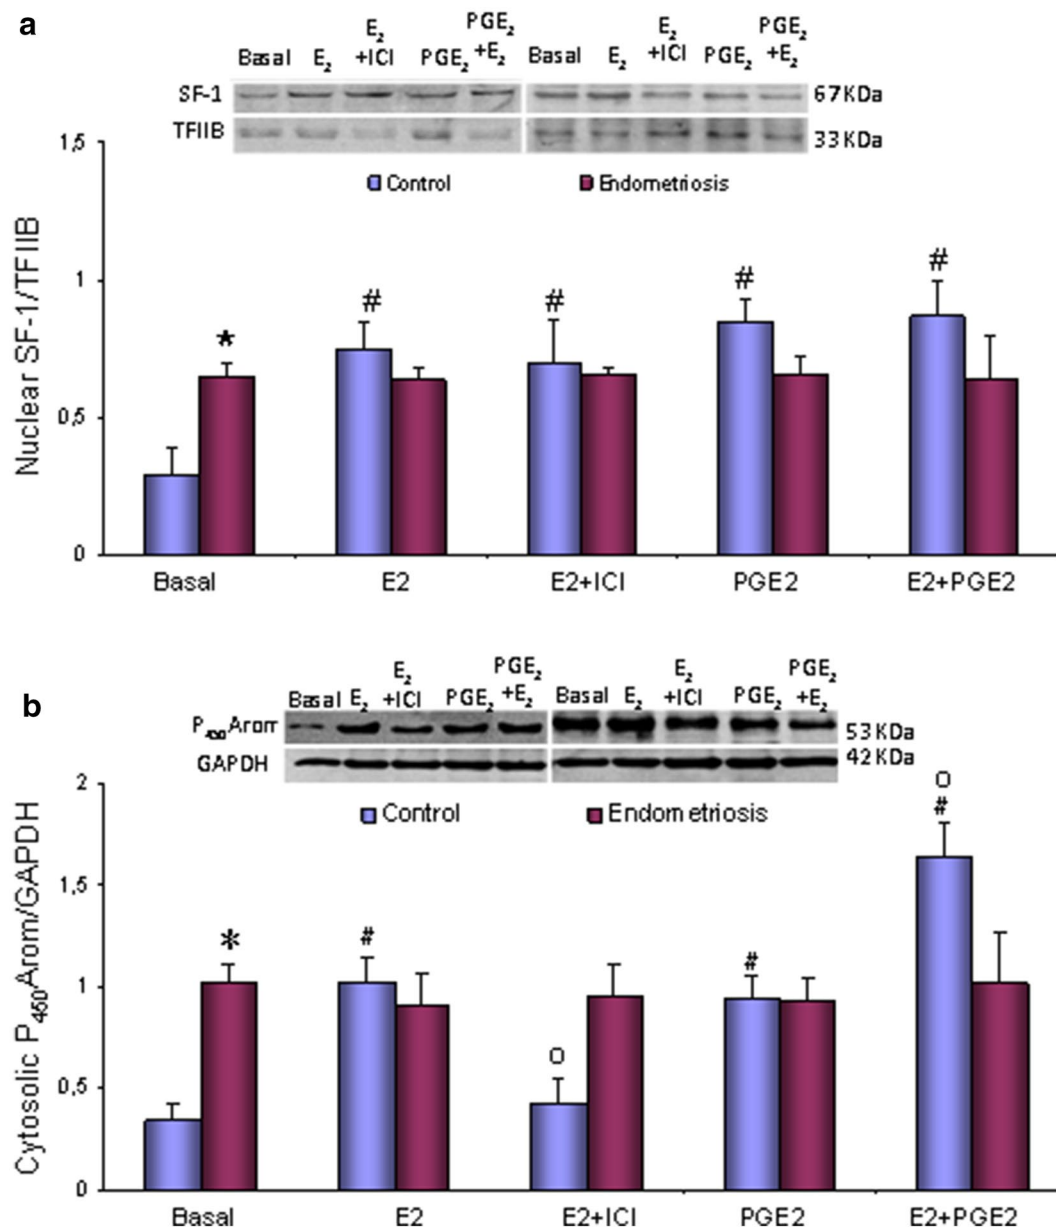 a
Basal E₂ E₂ +ICI PGE₂ PGE₂ +E₂ Basal E₂ E₂ +ICI PGE₂ PGE₂ +E₂
SF-1 67KDa
TFIIB 33KDa
Control Endometriosis
Nuclear SF-1/TFIIB
1,5
1
0,5
0
# # # #
*
Basal E2 E2+ICI PGE2 E2+PGE2
b
Basal E₂ E₂ +ICI PGE₂ PGE₂ +E₂ Basal E₂ E₂ +ICI PGE₂ PGE₂ +E₂
P₄₅₀Arom 53KDa
GAPDH 42KDa
Control Endometriosis
Cytosolic P₄₅₀Arom/GAPDH
2
1,5
1
0,5
0
O
#
* # #
O
Basal E2 E2+ICI PGE2 E2+PGE2